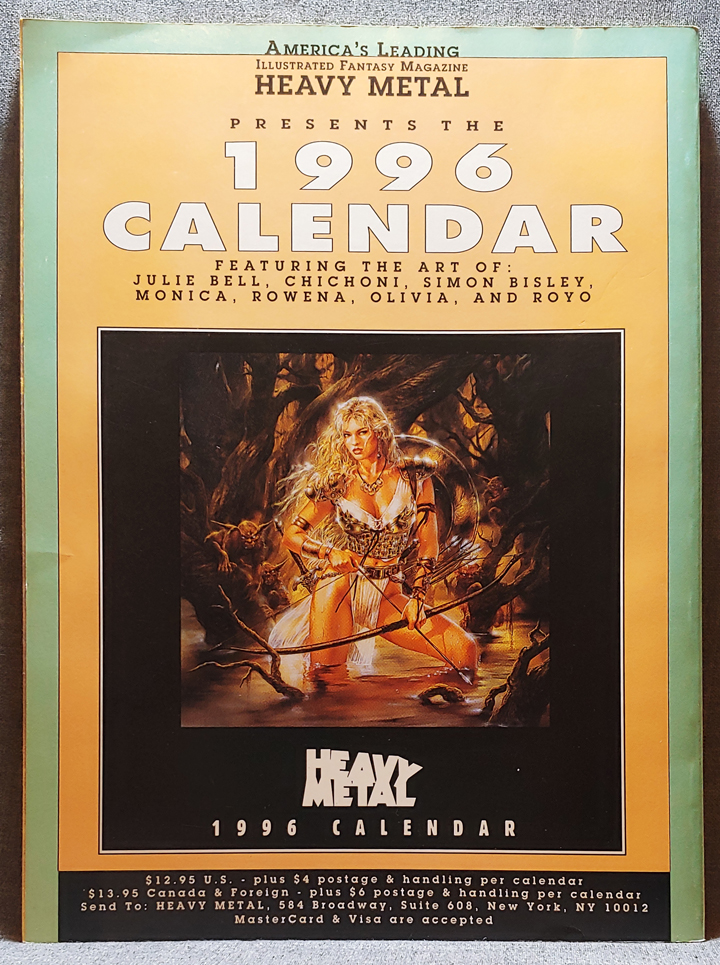 America's Leading
Illustrated Fantasy Magazine
HEAVY METAL
PRESENTS THE
1996
CALENDAR
FEATURING THE ART OF:
JULIE BELL, CHICHONI, SIMON BISLEY,
MONICA, ROWENA, OLIVIA, AND ROYO
HEAVY
METAL
1996 CALENDAR
$12.95 U.S. - plus $4 postage & handling per calendar
$13.95 Canada & Foreign - plus $6 postage & handling per calendar
Send To: HEAVY METAL, 584 Broadway, Suite 608, New York, NY 10012
MasterCard & Visa are accepted